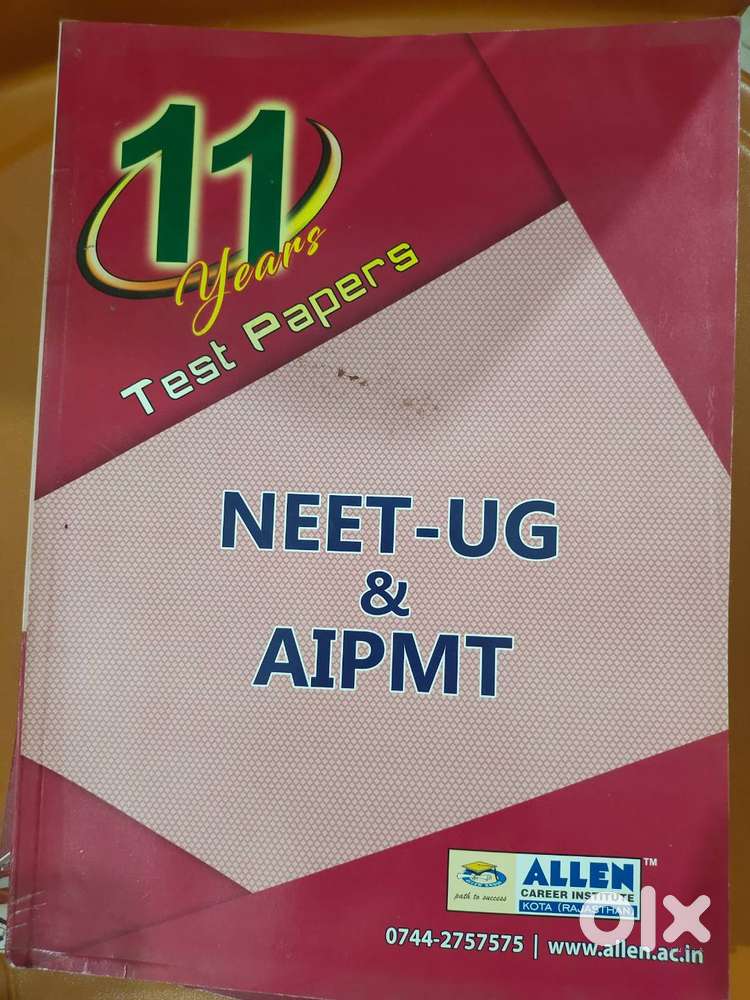 11
Years
Test Papers
NEET-UG
&
AIPMT
path to success
ALLEN™
CAREER INSTITUTE
KOTA (RAJASTHAN)
0744-2757575 | www.allen.ac.in
olx